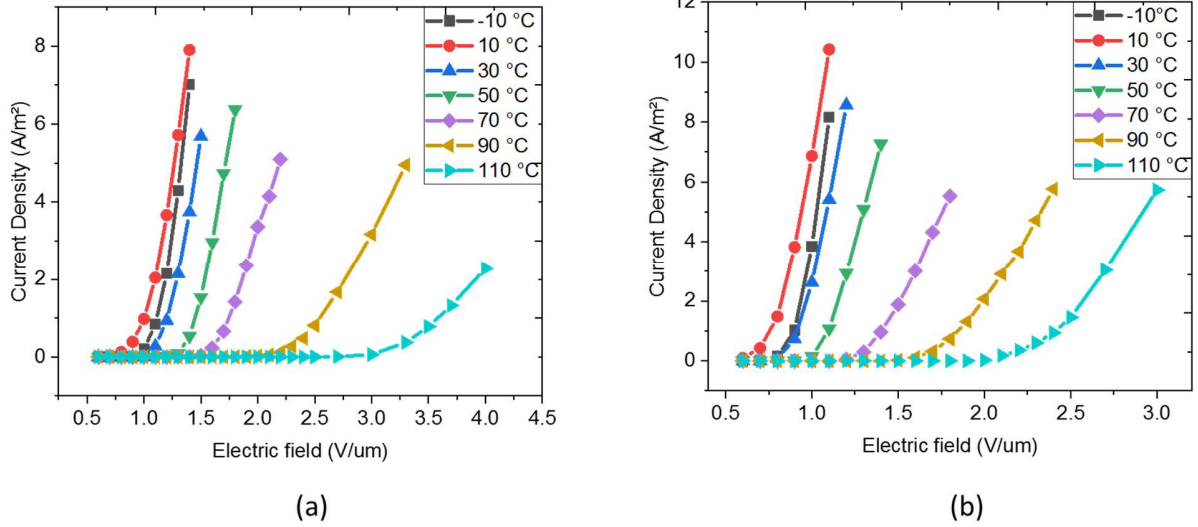 -10 °C
10 °C
30 °C
50 °C
70 °C
90 °C
110 °C
8
6
4
2
0
Current Density (A/m²)
0.5 1.0 1.5 2.0 2.5 3.0 3.5 4.0 4.5
Electric field (V/um)
(a)
-10°C
10 °C
30 °C
50 °C
70 °C
90 °C
110 °C
12
10
8
6
4
2
0
Current Density (A/m²)
0.5 1.0 1.5 2.0 2.5 3.0
Electric field (V/um)
(b)